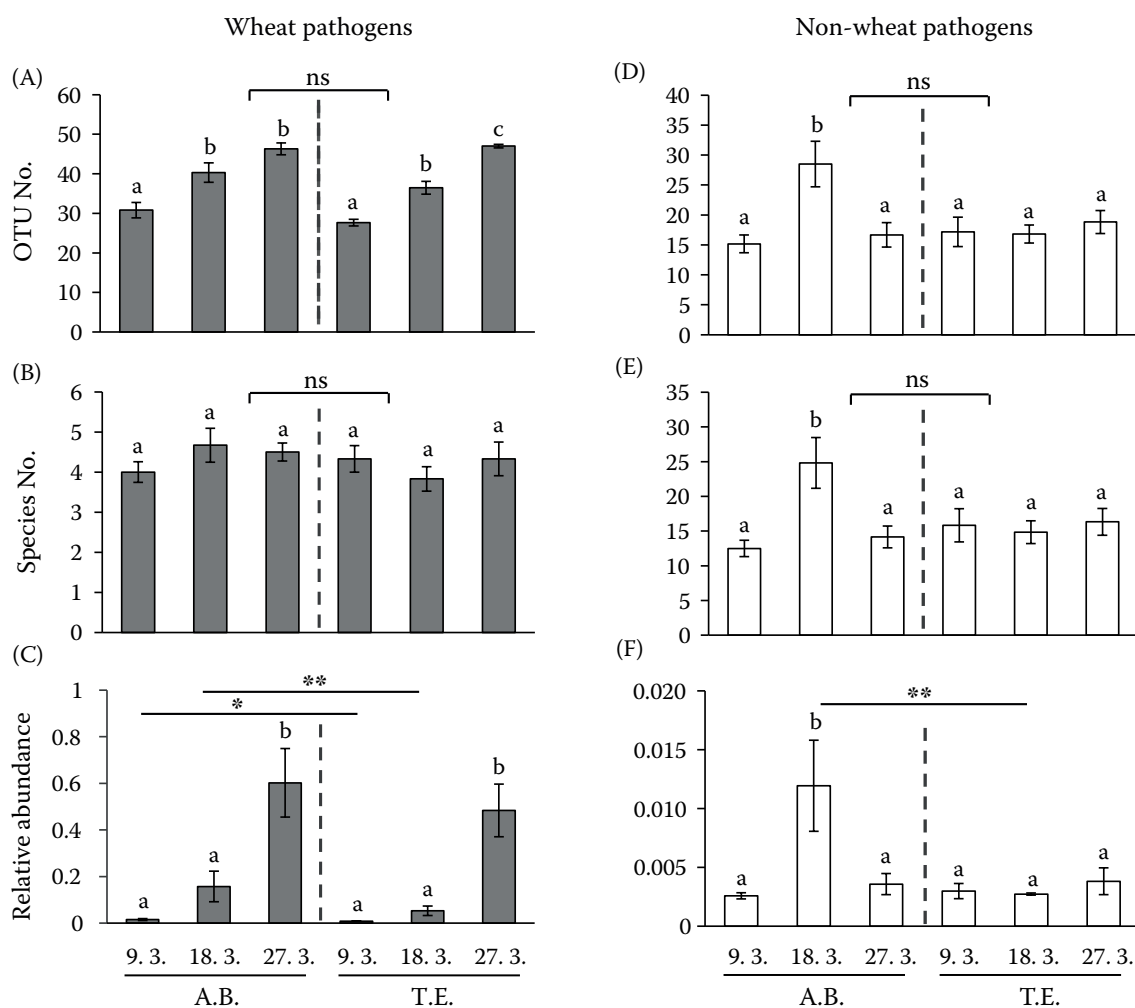 Wheat pathogens
Non-wheat pathogens
(A)
ns
60
50
40
30
20
10
0
OTU No.
a
b
b
a
b
c
(D)
ns
40
35
30
25
20
15
10
5
0
a
b
a
a
a
a
(B)
ns
6
5
4
3
2
1
0
Species No.
a
a
a
a
a
a
(E)
ns
35
30
25
20
15
10
5
0
a
b
a
a
a
a
(C)
**
*
1
0.8
0.6
0.4
0.2
0
Relative abundance
a
a
b
a
a
b
9. 3. 18. 3. 27. 3. 9. 3. 18. 3. 27. 3.
A.B. T.E.
(F)
**
0.020
0.015
0.010
0.005
0
a
b
a
a
a
a
9. 3. 18. 3. 27. 3. 9. 3. 18. 3. 27. 3.
A.B. T.E.